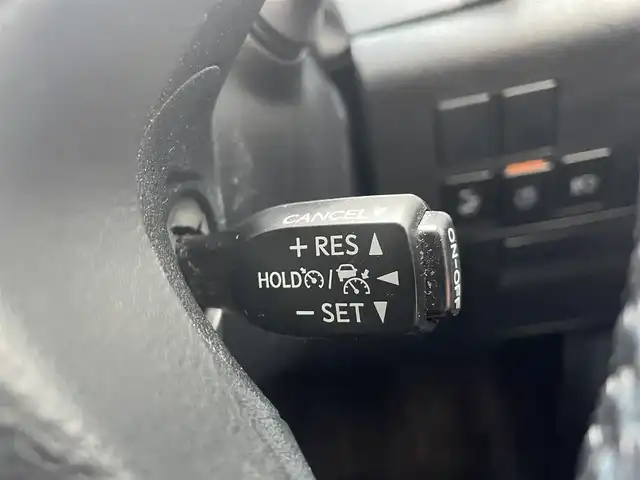 CANCEL
+ RES ▲
HOLD / ◀
− SET ▼
ON-OFF